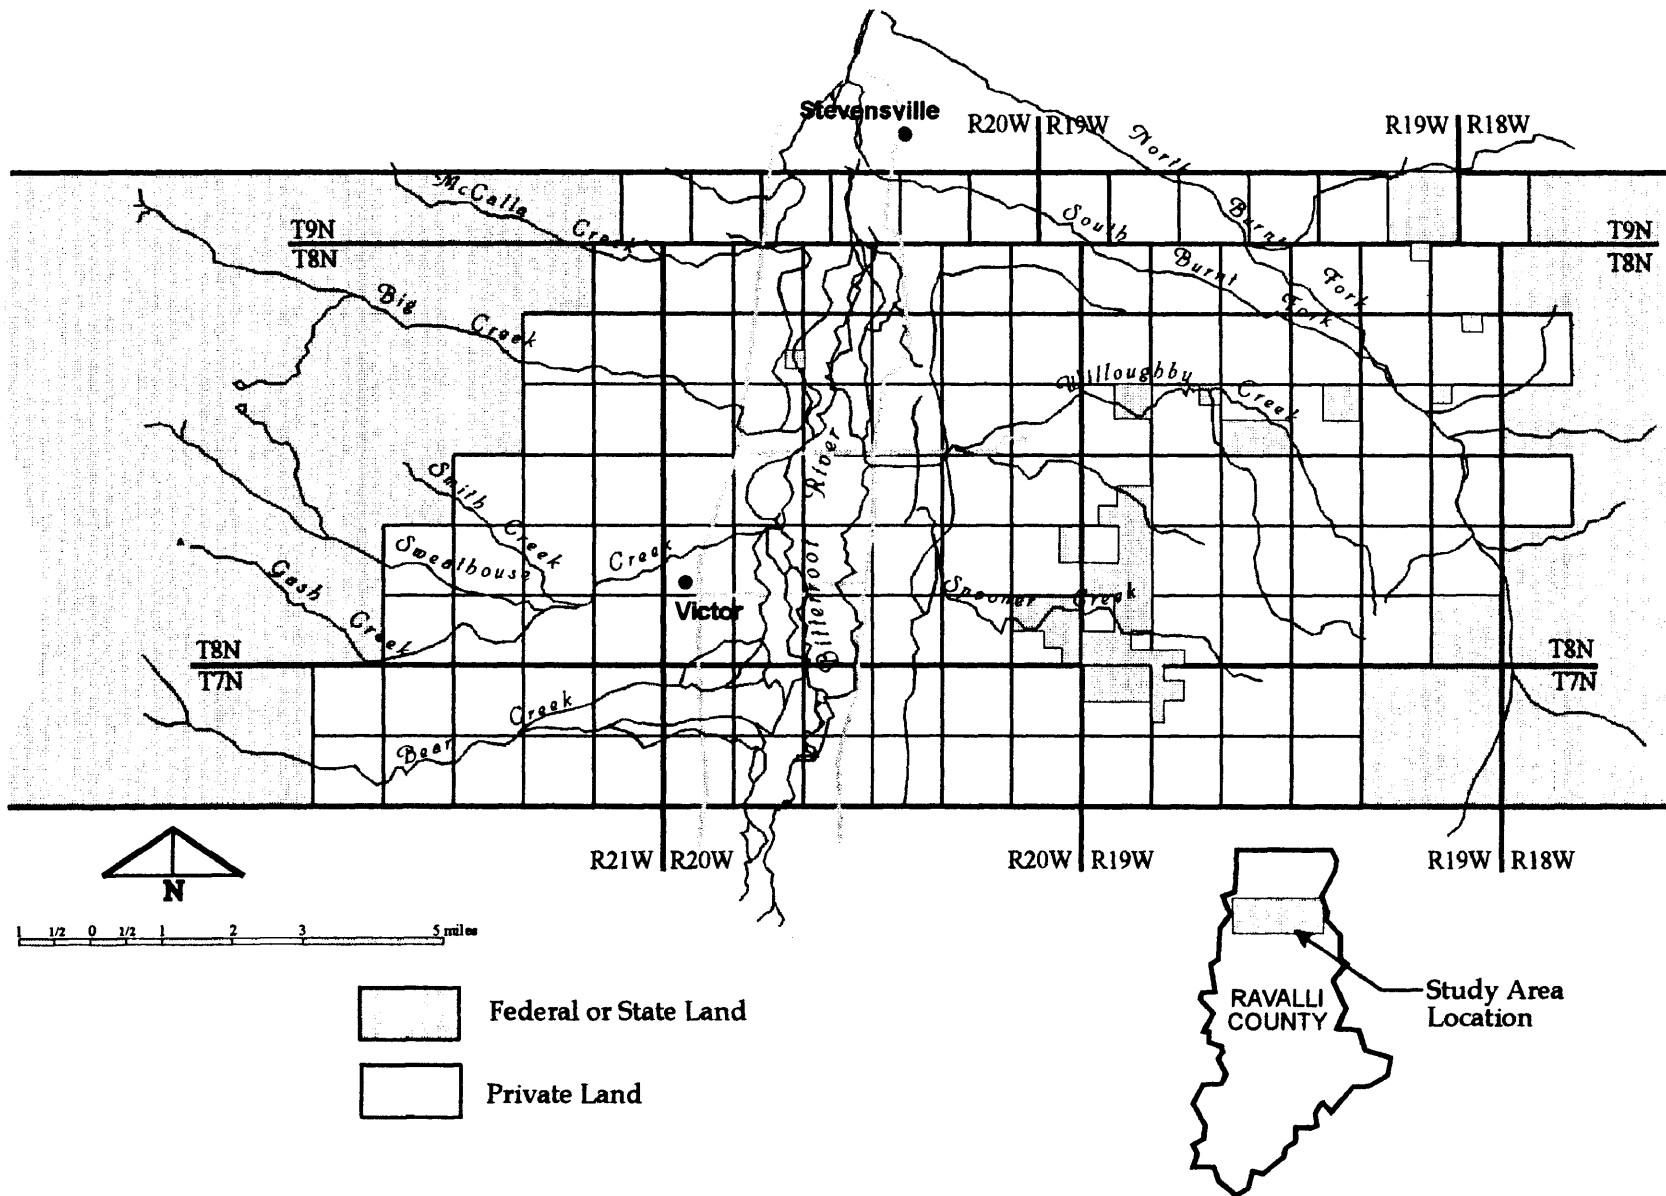 Stevensville
R20W R19W
R19W R18W
North Burnt Fork
McCalla Creek
South Burnt Fork
T9N
T8N
T9N
T8N
Big Creek
Willoughby Creek
Bitterroot River
Smith Creek
Sweathouse Creek
Gash Creek
Victor
Spooner Creek
T8N
T7N
T8N
T7N
Bear Creek
R21W R20W
R20W R19W
R19W R18W
N
1 1/2 0 1/2 1 2 3 5 miles
Federal or State Land
Private Land
RAVALLI
COUNTY
Study Area
Location